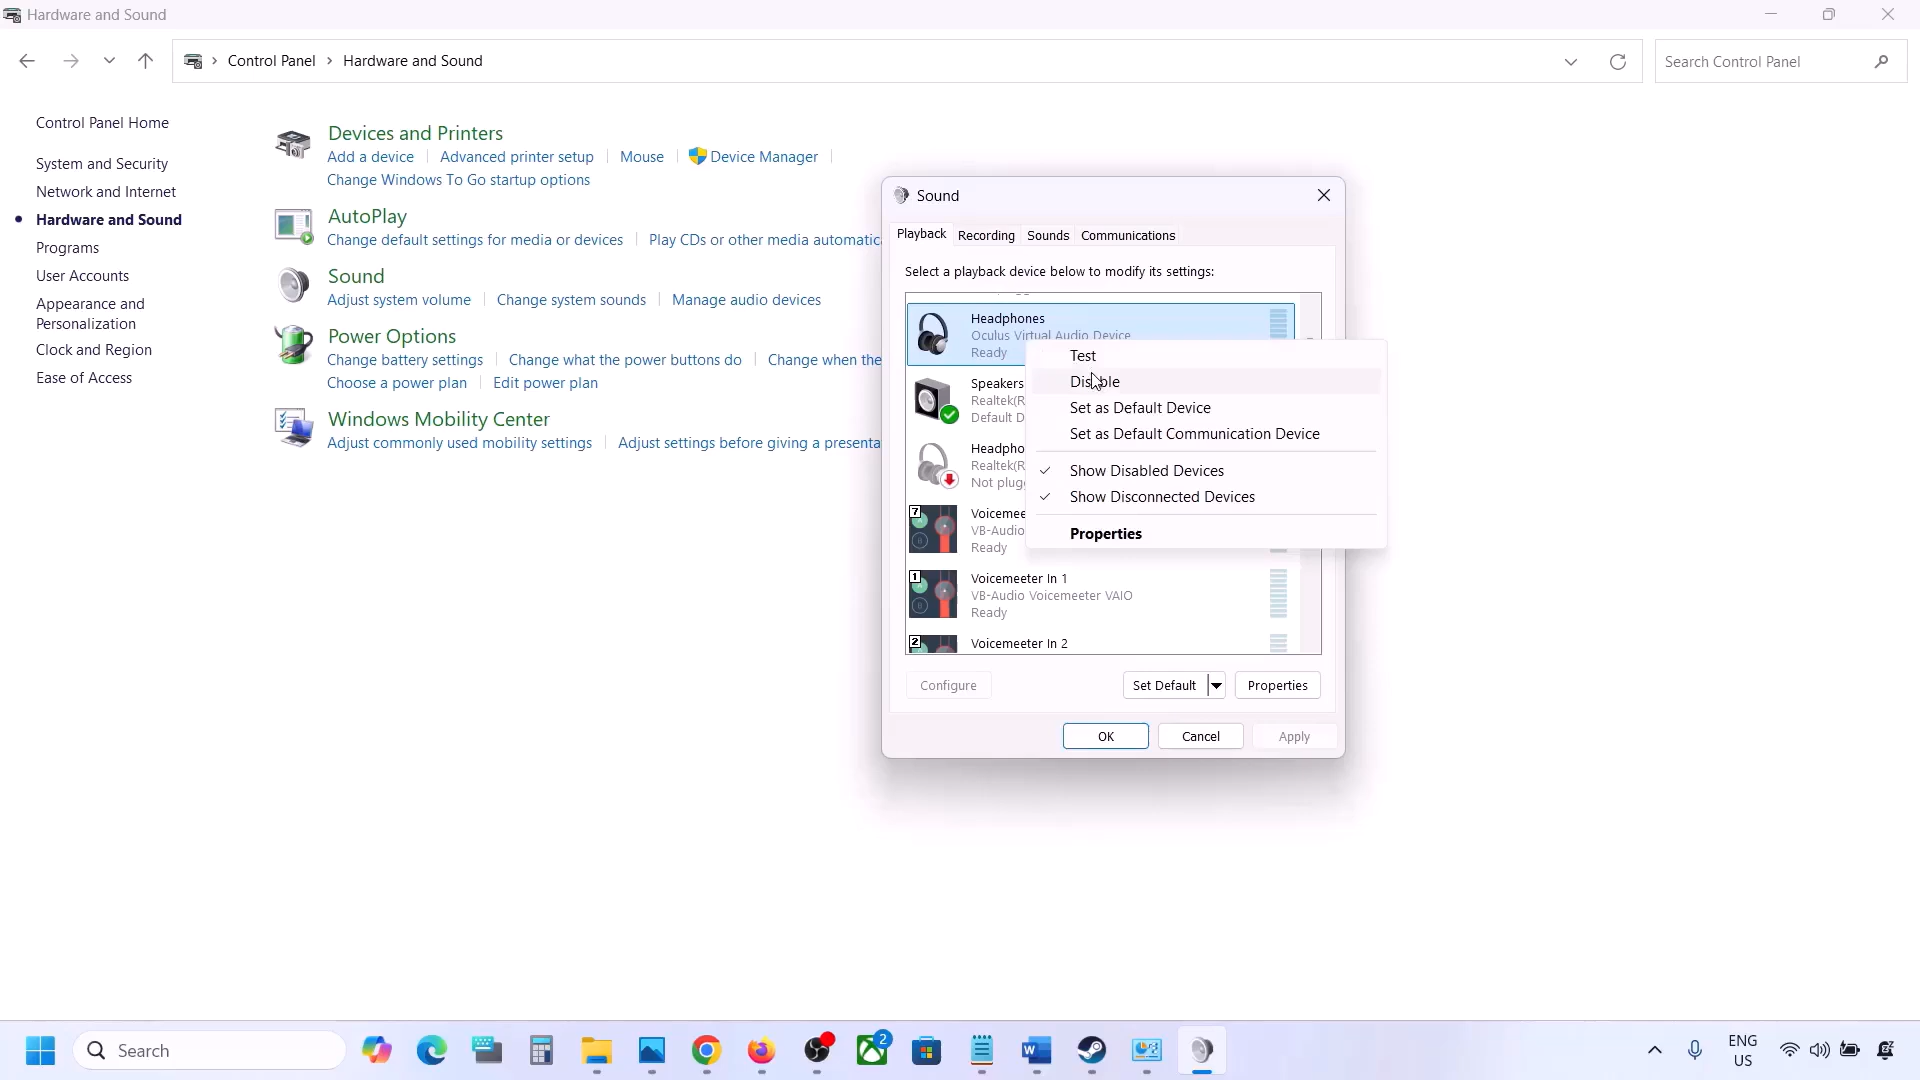 Hardware and Sound
Control Panel > Hardware and Sound
Search Control Panel
Control Panel Home
System and Security
Network and Internet
Hardware and Sound
Programs
User Accounts
Appearance and
Personalization
Clock and Region
Ease of Access
Devices and Printers
Add a device
Advanced printer setup
Mouse
Device Manager
Change Windows To Go startup options
AutoPlay
Change default settings for media or devices
Play CDs or other media automatic
Sound
Adjust system volume
Change system sounds
Manage audio devices
Power Options
Change battery settings
Change what the power buttons do
Change when the
Choose a power plan
Edit power plan
Windows Mobility Center
Adjust commonly used mobility settings
Adjust settings before giving a presenta
Sound
Playback
Recording
Sounds
Communications
Select a playback device below to modify its settings:
Headphones
Oculus Virtual Audio Device
Ready
Speakers
Realtek(R
Default D
Headpho
Realtek(R
Not plugg
7
Voicemee
VB-Audio
Ready
1
Voicemeeter In 1
VB-Audio Voicemeeter VAIO
Ready
2
Voicemeeter In 2
Test
Disable
Set as Default Device
Set as Default Communication Device
Show Disabled Devices
Show Disconnected Devices
Properties
Configure
Set Default
Properties
OK
Cancel
Apply
Search
2
ENG
US